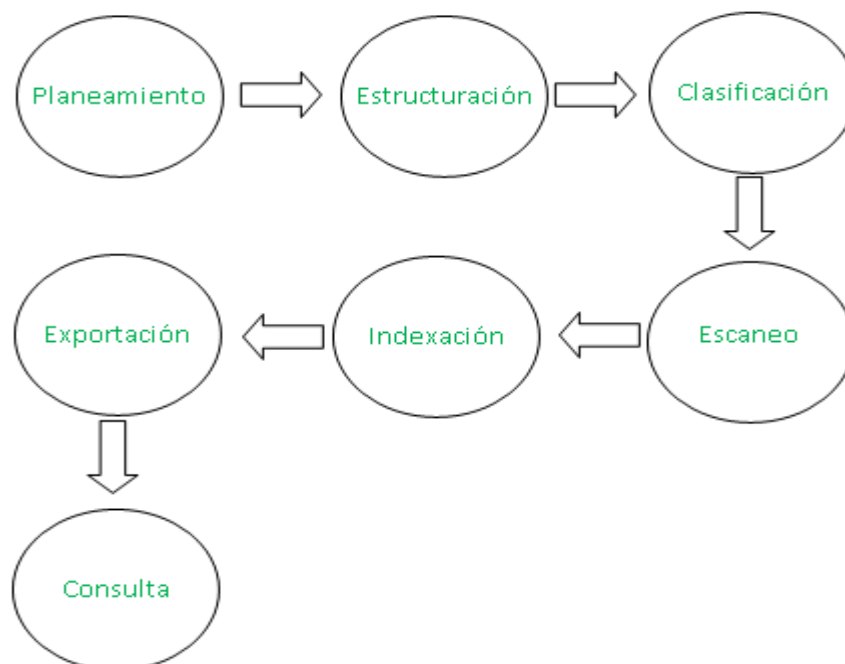 Planeamiento
Estructuración
Clasificación
Escaneo
Indexación
Exportación
Consulta